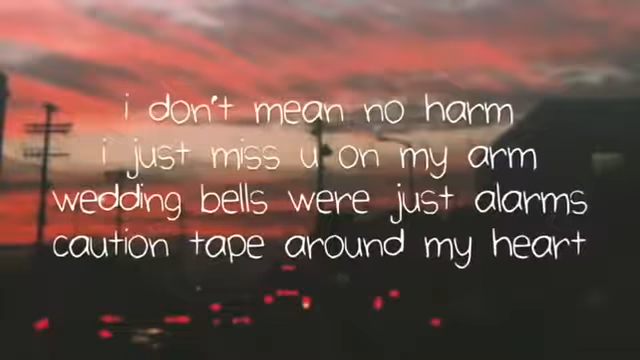 i don't mean no harm
i just miss u on my arm
wedding bells were just alarms
caution tape around my heart